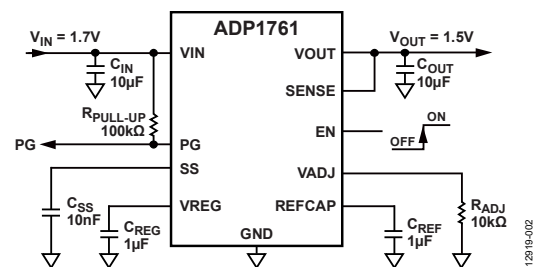 ADP1761
VIN = 1.7V
VIN
CIN
10µF
RPULL-UP
100kΩ
PG
PG
SS
CSS
10nF
VREG
CREG
1µF
GND
VOUT
VOUT = 1.5V
COUT
10µF
SENSE
EN
ON
OFF
VADJ
RADJ
10kΩ
REFCAP
CREF
1µF
12919-002